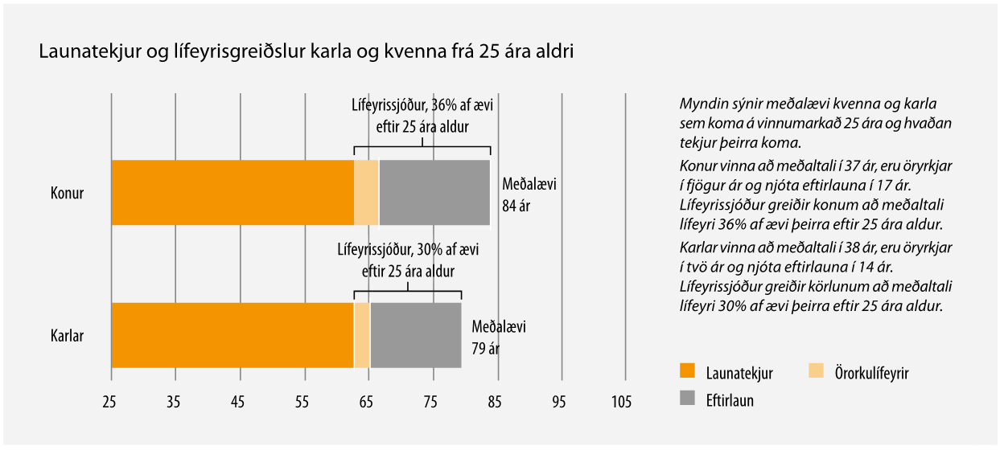 Launatekjur og lífeyrisgreiðslur karla og kvenna frá 25 ára aldri
Lífeyrissjóður, 36% af ævi
eftir 25 ára aldur
Konur
Meðalævi
84 ár
Lífeyrissjóður, 30% af ævi
eftir 25 ára aldur
Karlar
Meðalævi
79 ár
25 35 45 55 65 75 85 95 105
Myndin sýnir meðalævi kvenna og karla
sem koma á vinnumarkað 25 ára og hvaðan
tekjur þeirra koma.
Konur vinna að meðaltali í 37 ár, eru öryrkjar
í fjögur ár og njóta eftirlauna í 17 ár.
Lífeyrissjóður greiðir konum að meðaltali
lífeyri 36% af ævi þeirra eftir 25 ára aldur.
Karlar vinna að meðaltali í 38 ár, eru öryrkjar
í tvö ár og njóta eftirlauna í 14 ár.
Lífeyrissjóður greiðir körlunum að meðaltali
lífeyri 30% af ævi þeirra eftir 25 ára aldur.
Launatekjur
Örorkulífeyrir
Eftirlaun